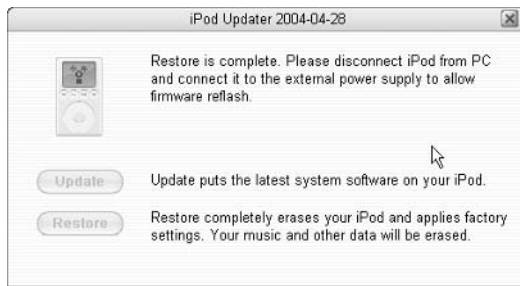 iPod Updater 2004-04-28
Restore is complete. Please disconnect iPod from PC
and connect it to the external power supply to allow
firmware reflash.
Update
Update puts the latest system software on your iPod.
Restore
Restore completely erases your iPod and applies factory
settings. Your music and other data will be erased.